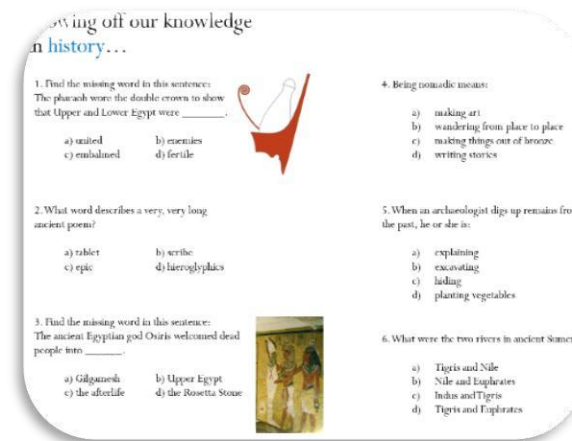 owing off our knowledge
n history…
1. Find the missing word in this sentence:
The pharaoh wore the double crown to show
that Upper and Lower Egypt were ______.
a) united b) enemies
c) embalmed d) fertile
2. What word describes a very, very long
ancient poem?
a) tablet b) scribe
c) epic d) hieroglyphics
3. Find the missing word in this sentence:
The ancient Egyptian god Osiris welcomed dead
people into ______.
a) Gilgamesh b) Upper Egypt
c) the afterlife d) the Rosetta Stone
4. Being nomadic means:
a) making art
b) wandering from place to place
c) making things out of bronze
d) writing stories
5. When an archaeologist digs up remains fro
the past, he or she is:
a) explaining
b) excavating
c) hiding
d) planting vegetables
6. What were the two rivers in ancient Sumer
a) Tigris and Nile
b) Nile and Euphrates
c) Indus and Tigris
d) Tigris and Euphrates